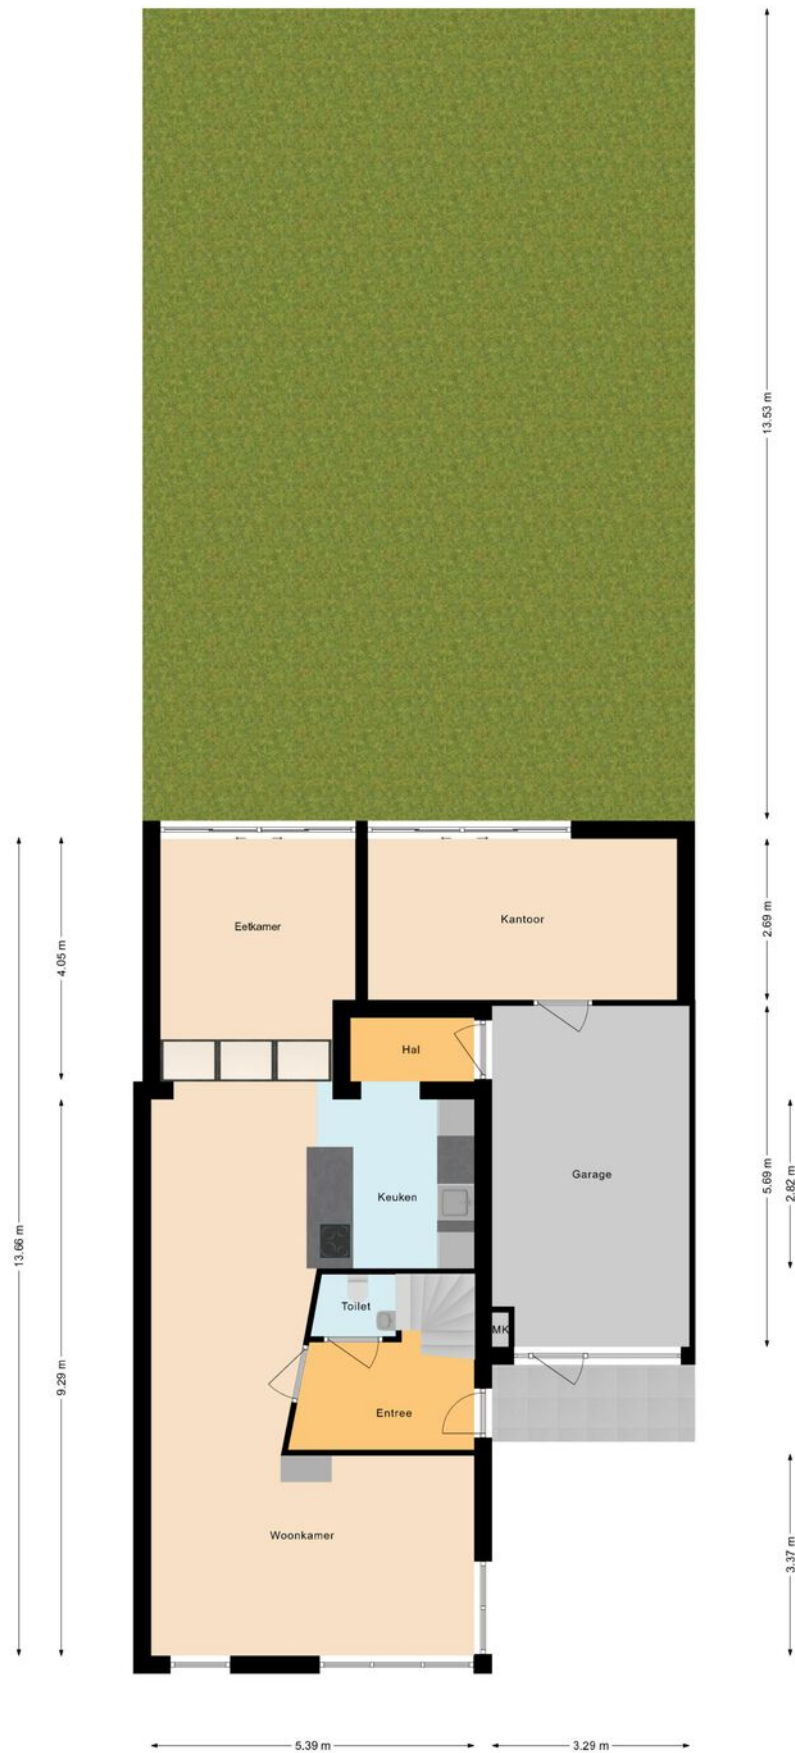 13.53 m
Eetkamer
Kantoor
2.69 m
4.05 m
Hal
Garage
5.69 m
2.82 m
Keuken
13.66 m
Toilet
MK
9.29 m
Entree
Woonkamer
3.37 m
5.39 m
3.29 m